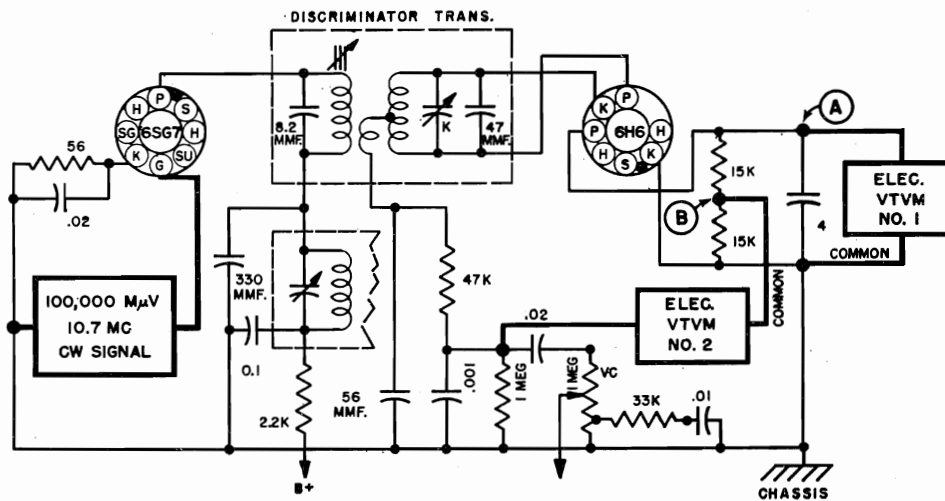 DISCRIMINATOR TRANS.
P
S
H
SU
G
K
SG
H
6SG7
56
.02
8.2
MMF.
K
47
MMF.
P
K
P
H
S
K
H
6H6
A
15K
B
15K
4
ELEC.
VTVM
NO. 1
COMMON
COMMON
100,000 MμV
10.7 MC
CW SIGNAL
330
MMF.
0.1
2.2K
B+
47K
56
MMF.
.001
1 MEG
.02
ELEC.
VTVM
NO. 2
1 MEG
VC
33K
.01
CHASSIS